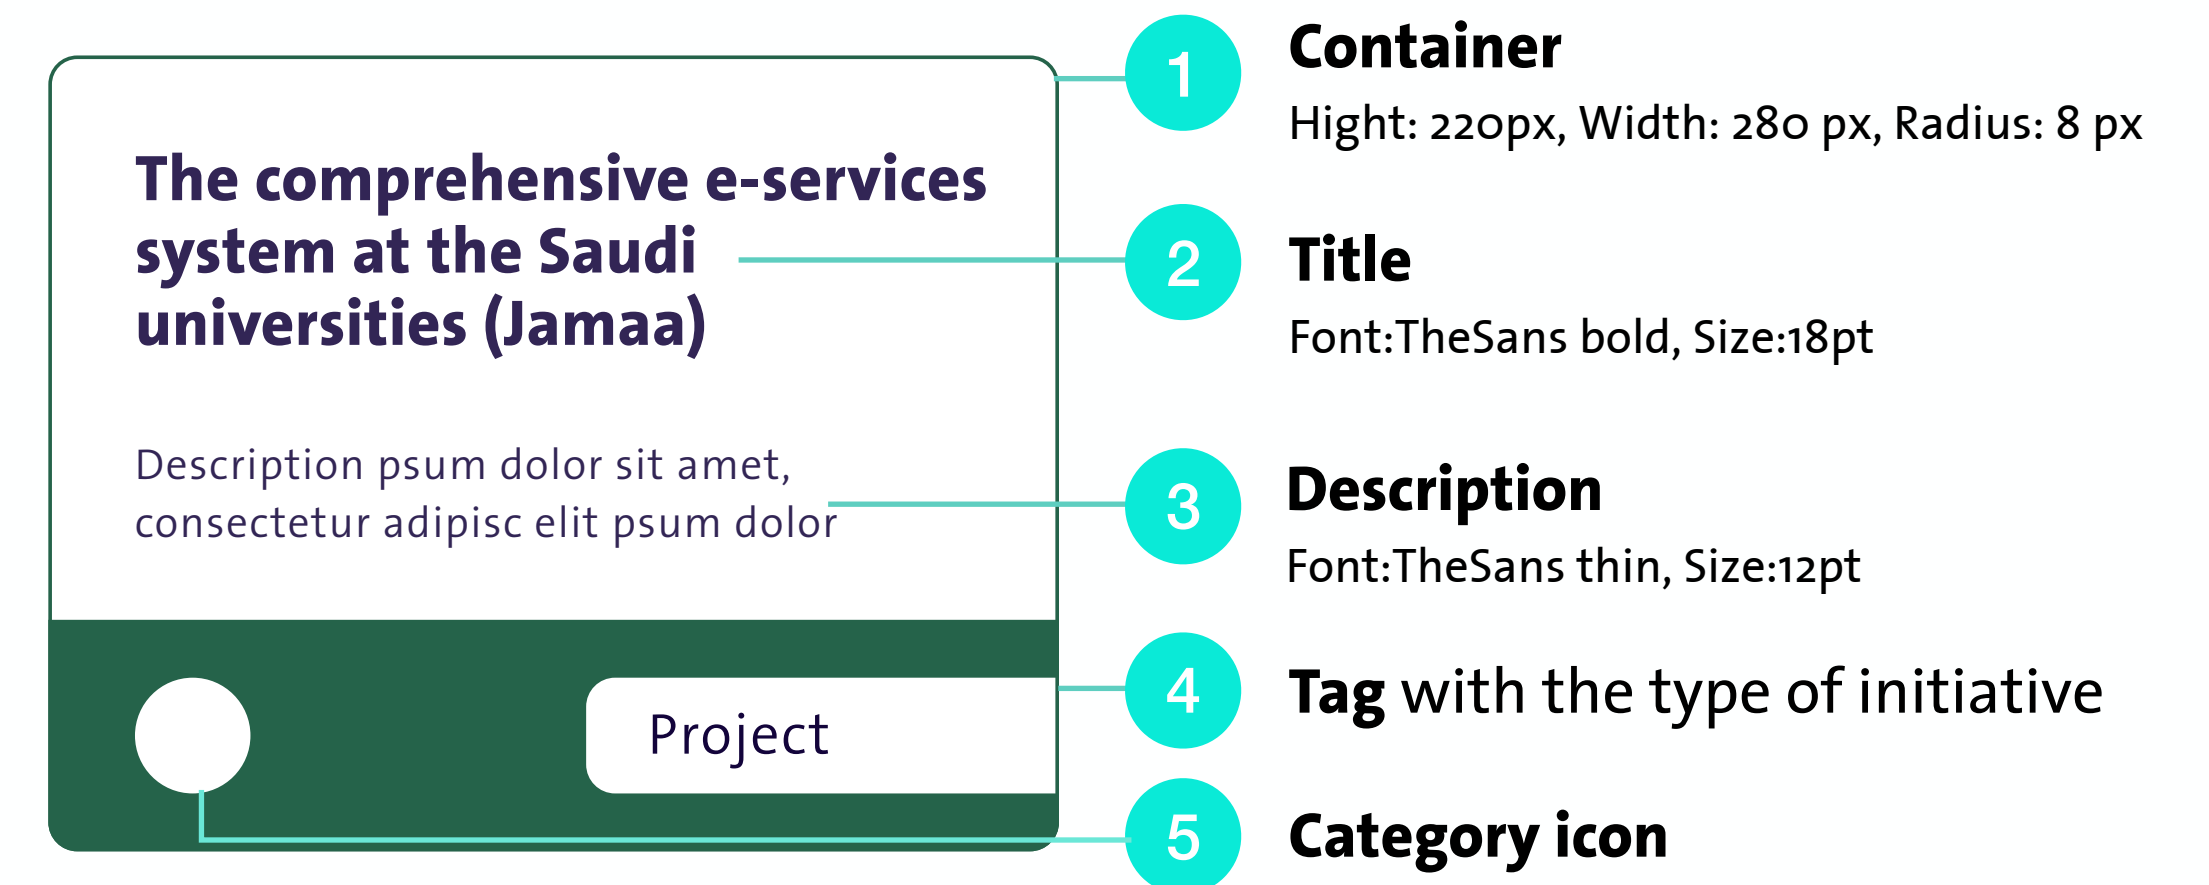 The comprehensive e-services
system at the Saudi
universities (Jamaa)
Description psum dolor sit amet,
consectetur adipisc elit psum dolor
Project
1
Container
Hight: 220px, Width: 280 px, Radius: 8 px
2
Title
Font:TheSans bold, Size:18pt
3
Description
Font:TheSans thin, Size:12pt
4
Tag with the type of initiative
5
Category icon